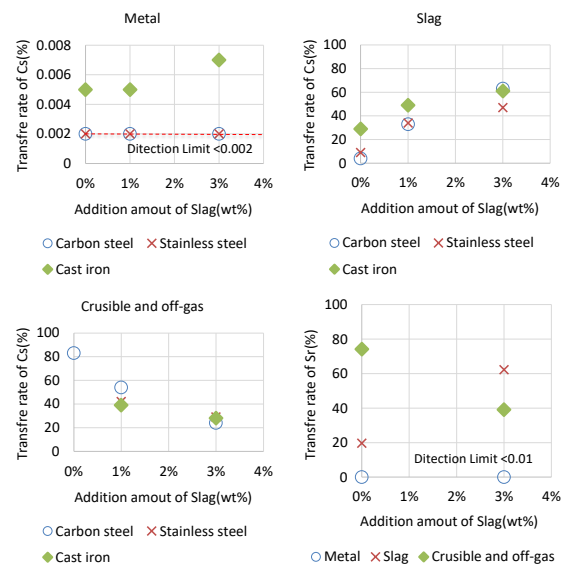 Metal
Transfre rate of Cs(%)
0.008
0.006
0.004
0.002
0
Ditection Limit <0.002
0% 1% 2% 3% 4%
Addition amout of Slag(wt%)
Carbon steel Stainless steel
Cast iron
Slag
Transfre rate of Cs(%)
100
80
60
40
20
0
0% 1% 2% 3% 4%
Addition amout of Slag(wt%)
Carbon steel Stainless steel
Cast iron
Crusible and off-gas
Transfre rate of Cs(%)
100
80
60
40
20
0
0% 1% 2% 3% 4%
Addition amout of Slag(wt%)
Carbon steel Stainless steel
Cast iron
Transfre rate of Sr(%)
100
80
60
40
20
0
Ditection Limit <0.01
0% 1% 2% 3% 4%
Addition amout of Slag(wt%)
Metal Slag Crusible and off-gas